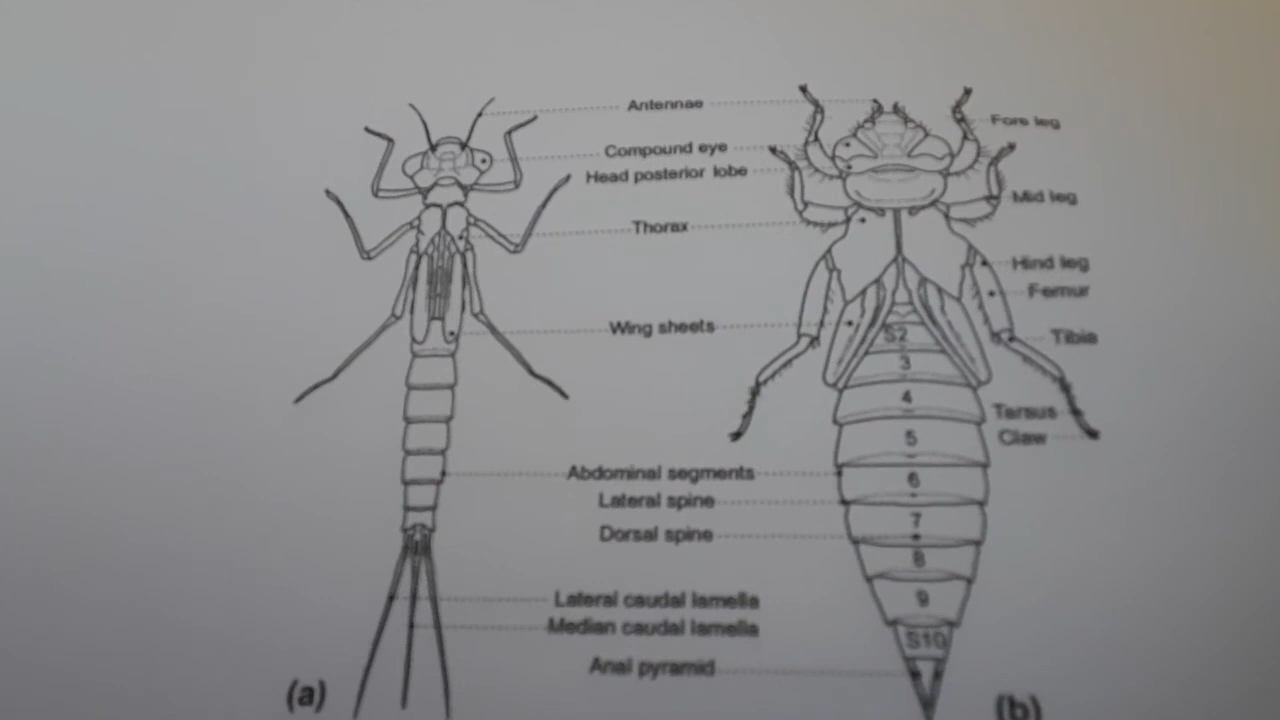 Antennae
Fore leg
Compound eye
Head posterior lobe
Mid leg
Thorax
Hind leg
Femur
Wing sheets
S2
Tibia
3
4
Tarsus
5
Claw
Abdominal segments
6
Lateral spine
7
Dorsal spine
8
Lateral caudal lamella
9
Median caudal lamella
S10
Anal pyramid
(a)
(b)